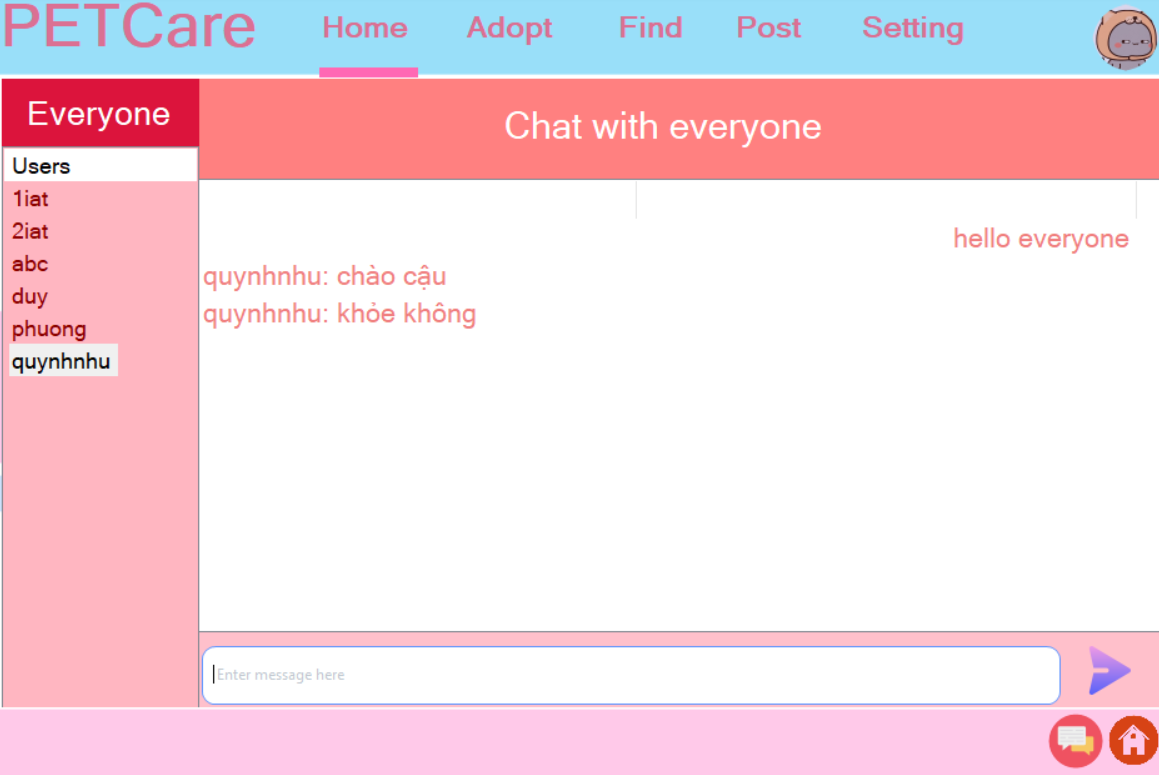 PETCare Home Adopt Find Post Setting
Everyone
Chat with everyone
Users
1iat
2iat
abc
duy
phuong
quynhnhu
hello everyone
quynhnhu: chào cậu
quynhnhu: khỏe không
Enter message here